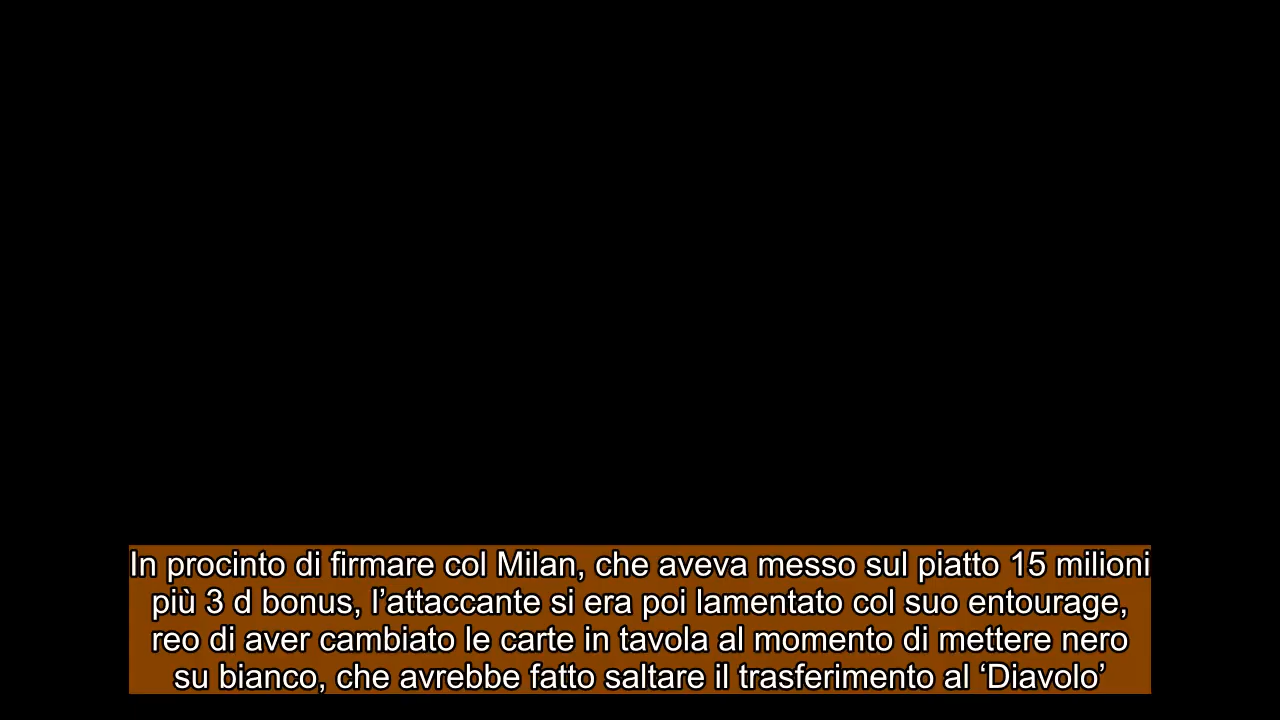 In procinto di firmare col Milan, che aveva messo sul piatto 15 milioni
più 3 d bonus, l’attaccante si era poi lamentato col suo entourage,
reo di aver cambiato le carte in tavola al momento di mettere nero
su bianco, che avrebbe fatto saltare il trasferimento al ‘Diavolo’